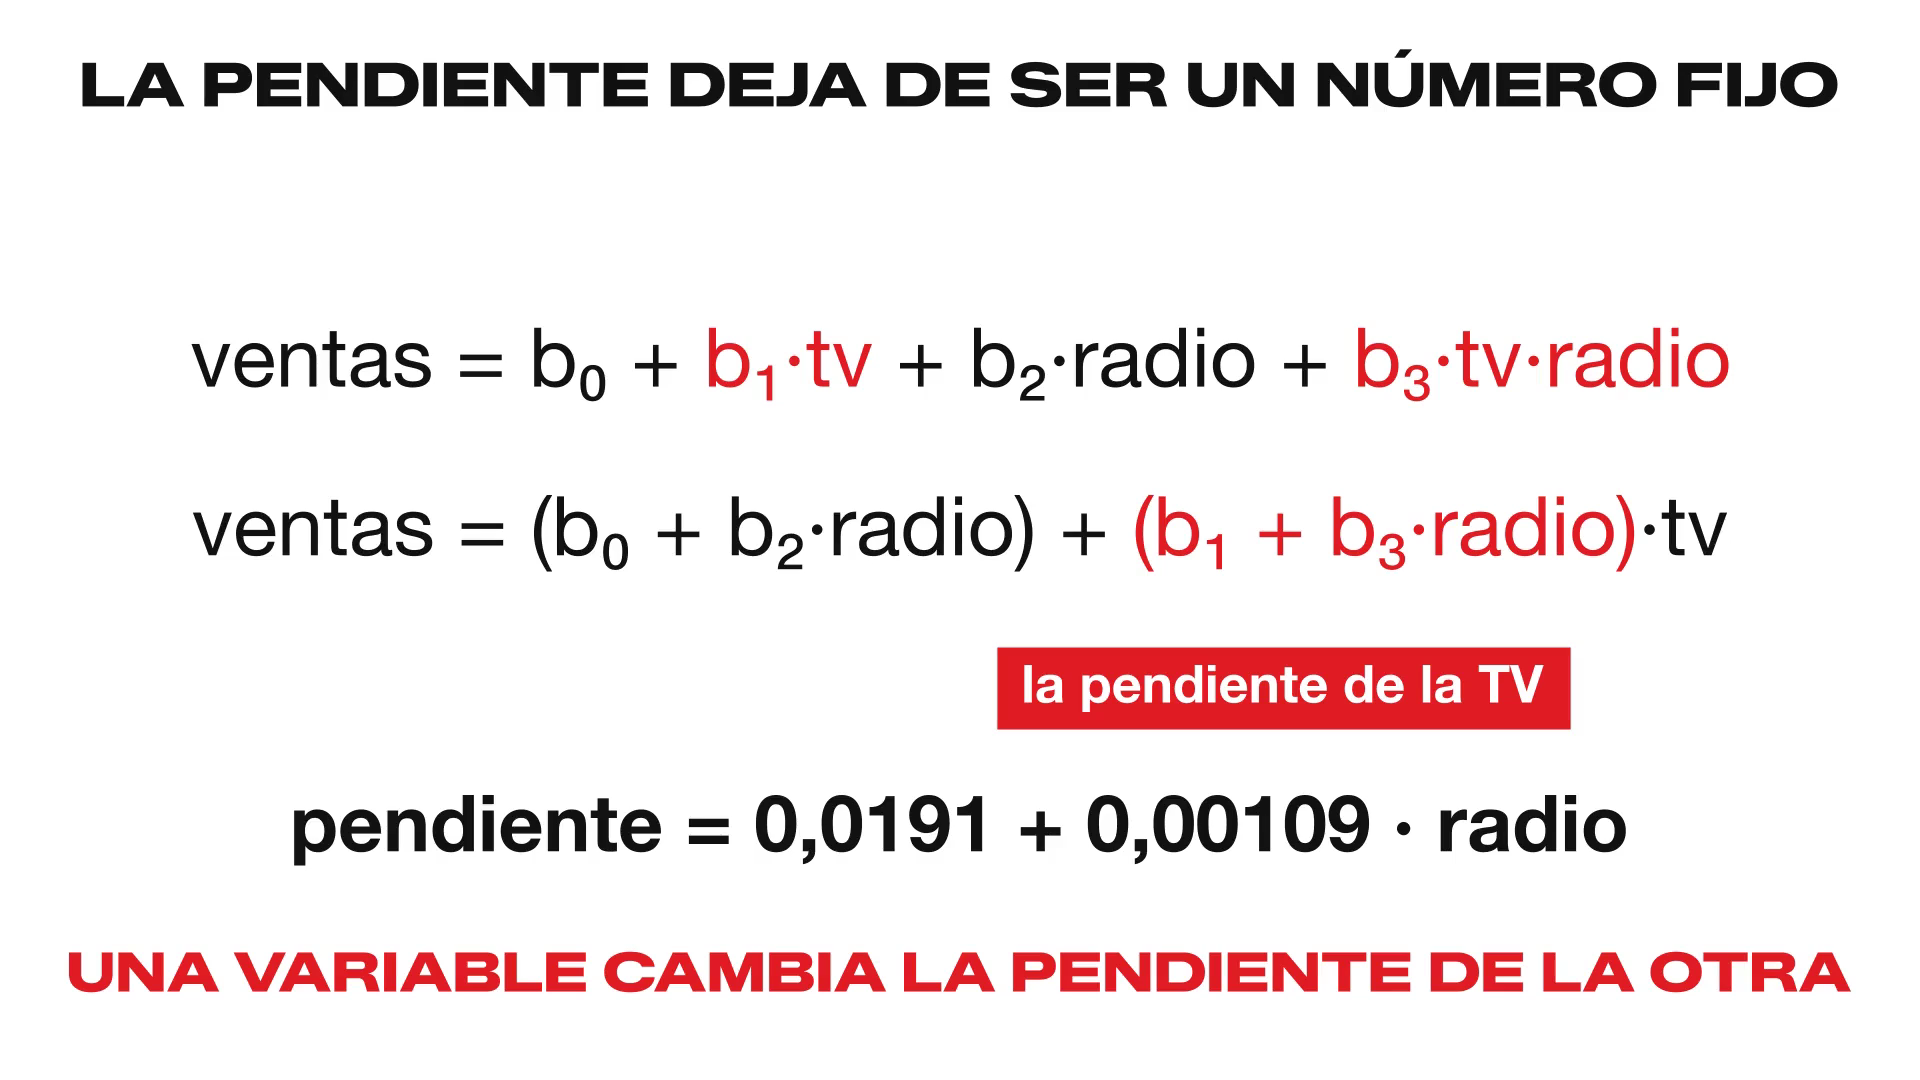 LA PENDIENTE DEJA DE SER UN NÚMERO FIJO
ventas = b₀ + b₁·tv + b₂·radio + b₃·tv·radio
ventas = (b₀ + b₂·radio) + (b₁ + b₃·radio)·tv
la pendiente de la TV
pendiente = 0,0191 + 0,00109 · radio
UNA VARIABLE CAMBIA LA PENDIENTE DE LA OTRA